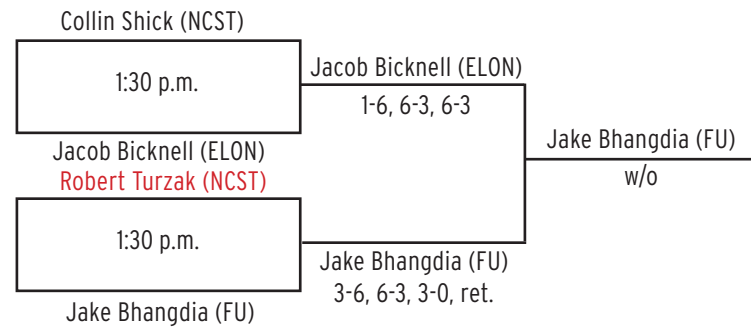 Collin Shick (NCST)
1:30 p.m.
Jacob Bicknell (ELON)
Jacob Bicknell (ELON)
1-6, 6-3, 6-3
Robert Turzak (NCST)
1:30 p.m.
Jake Bhangdia (FU)
Jake Bhangdia (FU)
3-6, 6-3, 3-0, ret.
Jake Bhangdia (FU)
w/o